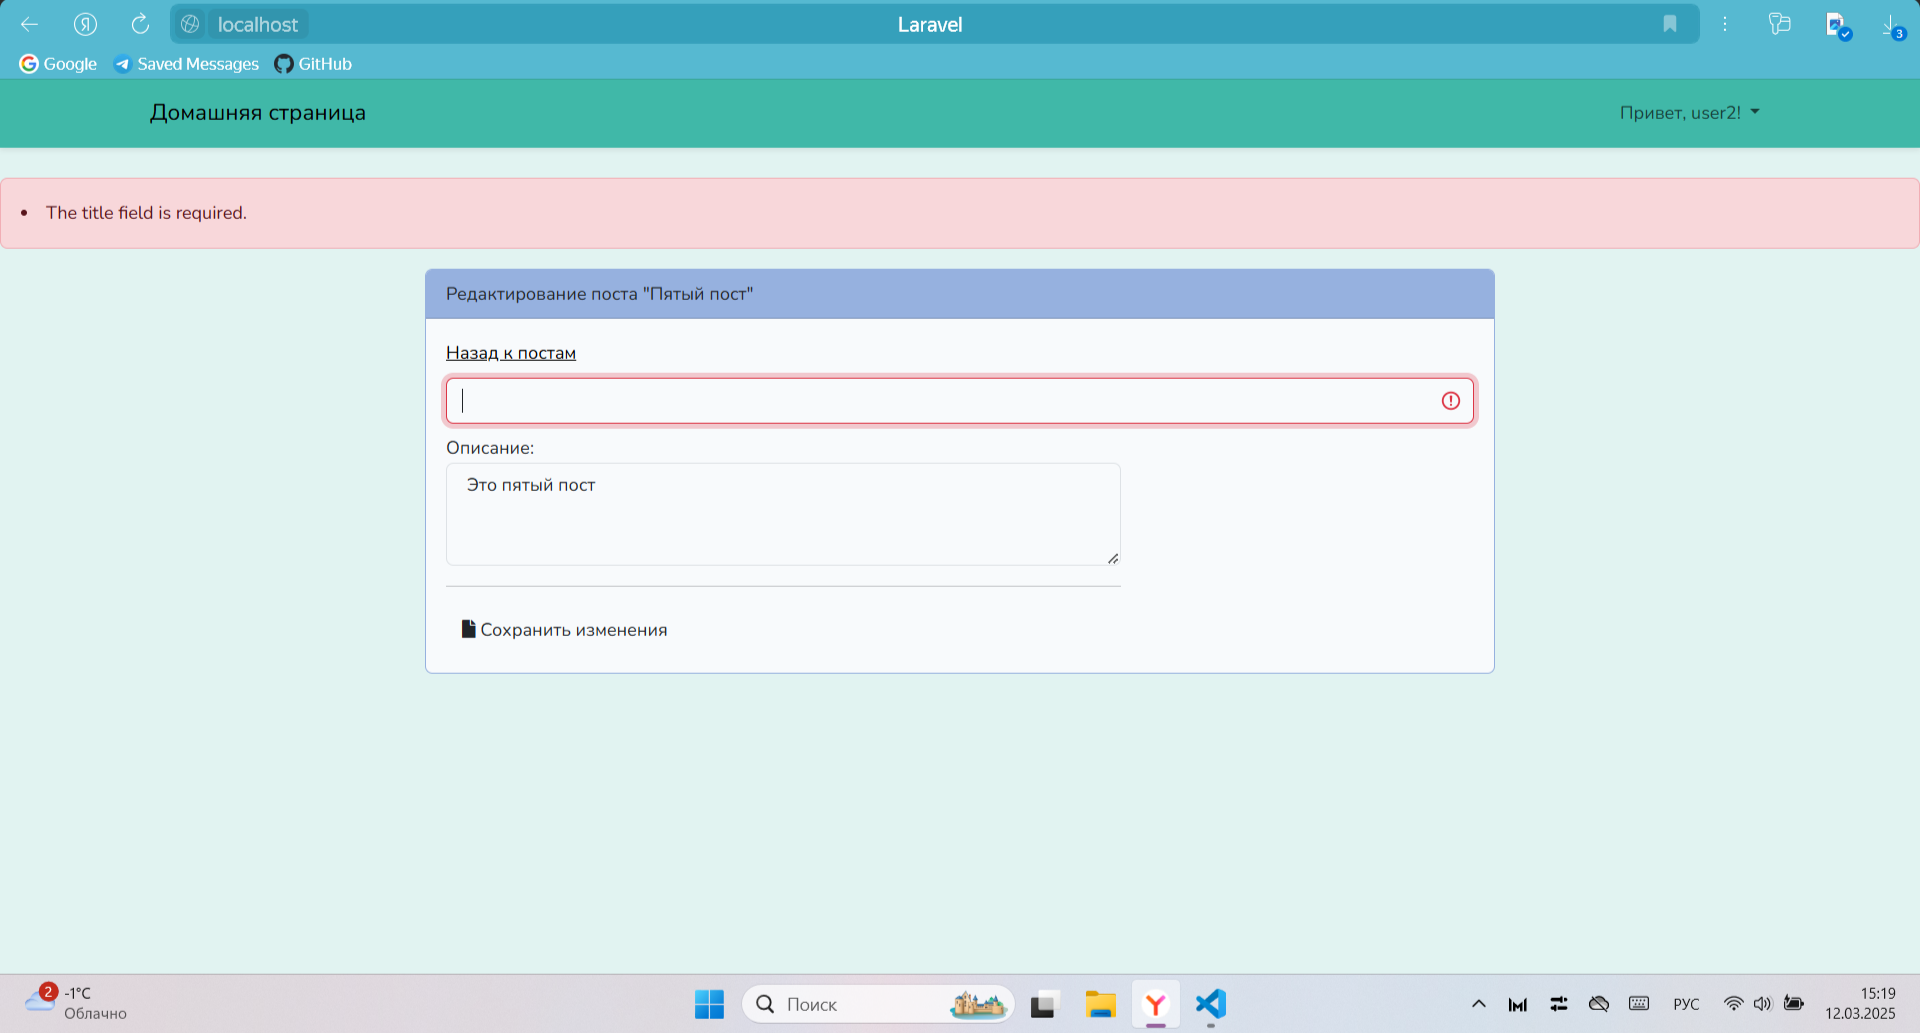 localhost
Laravel
3
Google
Saved Messages
GitHub
Домашняя страница
Привет, user2!
The title field is required.
Редактирование поста "Пятый пост"
Назад к постам
Описание:
Это пятый пост
Сохранить изменения
2
-1°C
Облачно
Поиск
РУС
15:19
12.03.2025